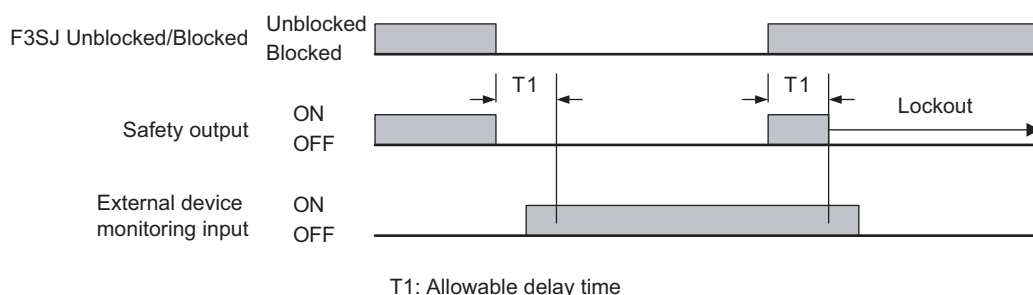 F3SJ Unblocked/Blocked
Unblocked
Blocked
T1
T1
Safety output
ON
OFF
Lockout
External device
monitoring input
ON
OFF
T1: Allowable delay time